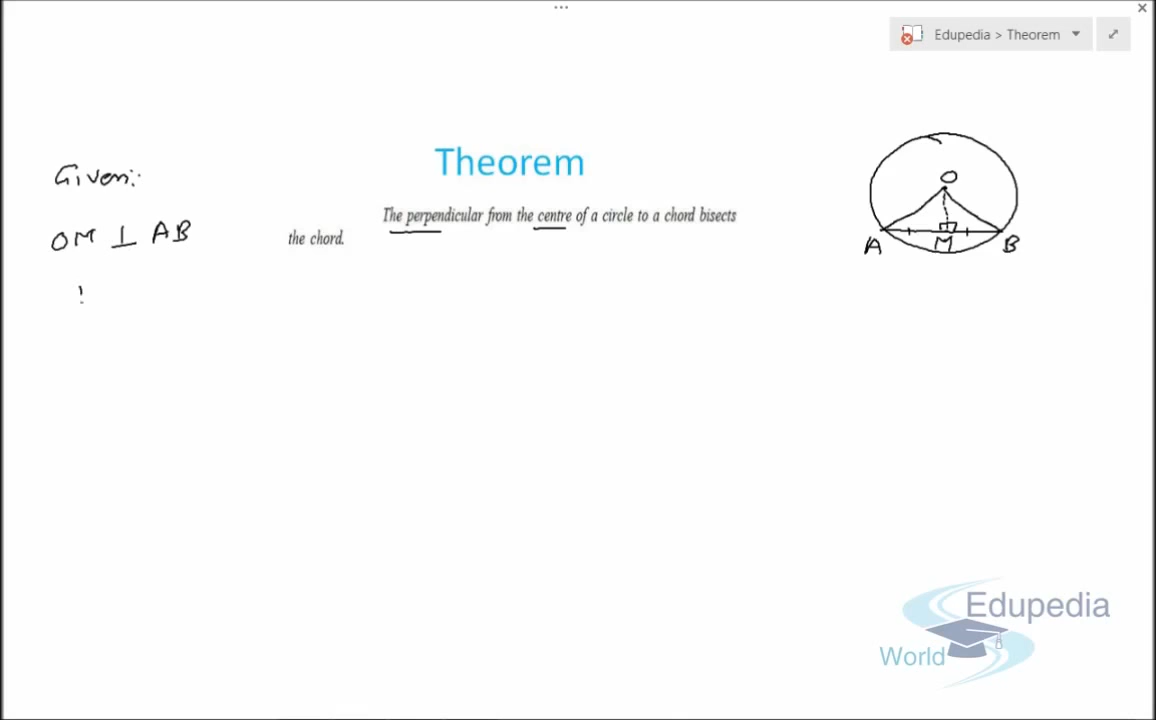 Edupedia > Theorem
Theorem
Given:
The perpendicular from the centre of a circle to a chord bisects
the chord.
OM ⊥ AB
O
A M B
Edupedia
World